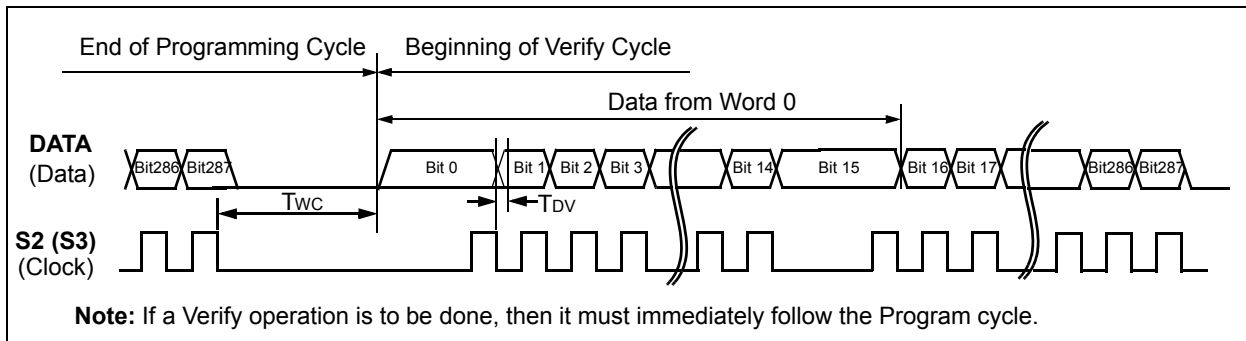 End of Programming Cycle Beginning of Verify Cycle
Data from Word 0
DATA
(Data)
Bit286 Bit287 Bit 0 Bit 1 Bit 2 Bit 3 Bit 14 Bit 15 Bit 16 Bit 17 Bit286 Bit287
TWC TDV
S2 (S3)
(Clock)
Note: If a Verify operation is to be done, then it must immediately follow the Program cycle.